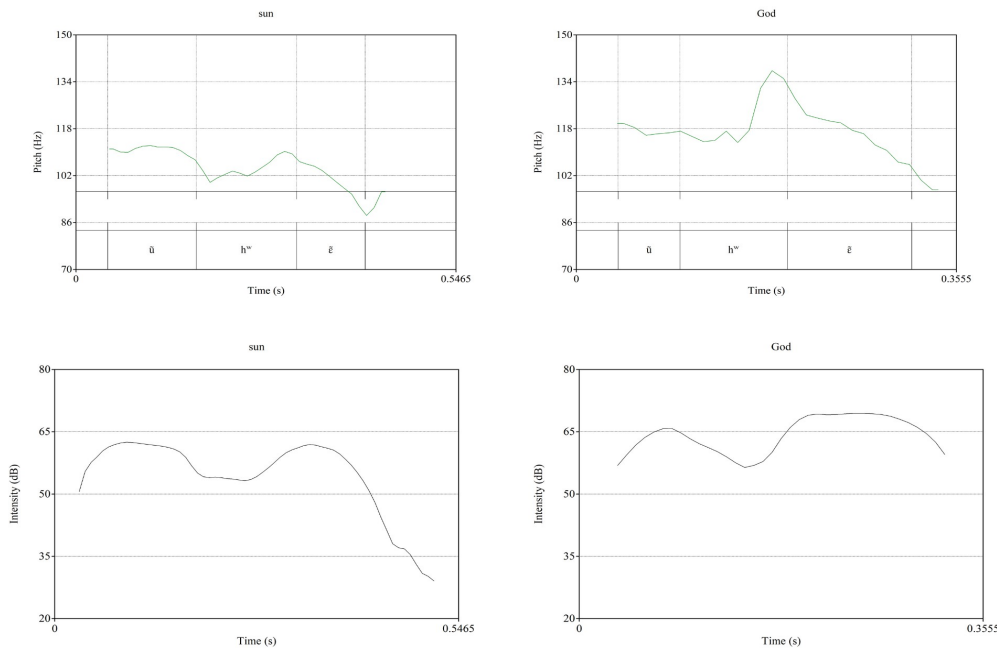 sun
150
134
118
102
86
70
Pitch (Hz)
ũ
hʷ
ɛ̃
0
0.5465
Time (s)
God
150
134
118
102
86
70
Pitch (Hz)
ũ
hʷ
ɛ̃
0
0.3555
Time (s)
sun
80
65
50
35
20
Intensity (dB)
0
0.5465
Time (s)
God
80
65
50
35
20
Intensity (dB)
0
0.3555
Time (s)